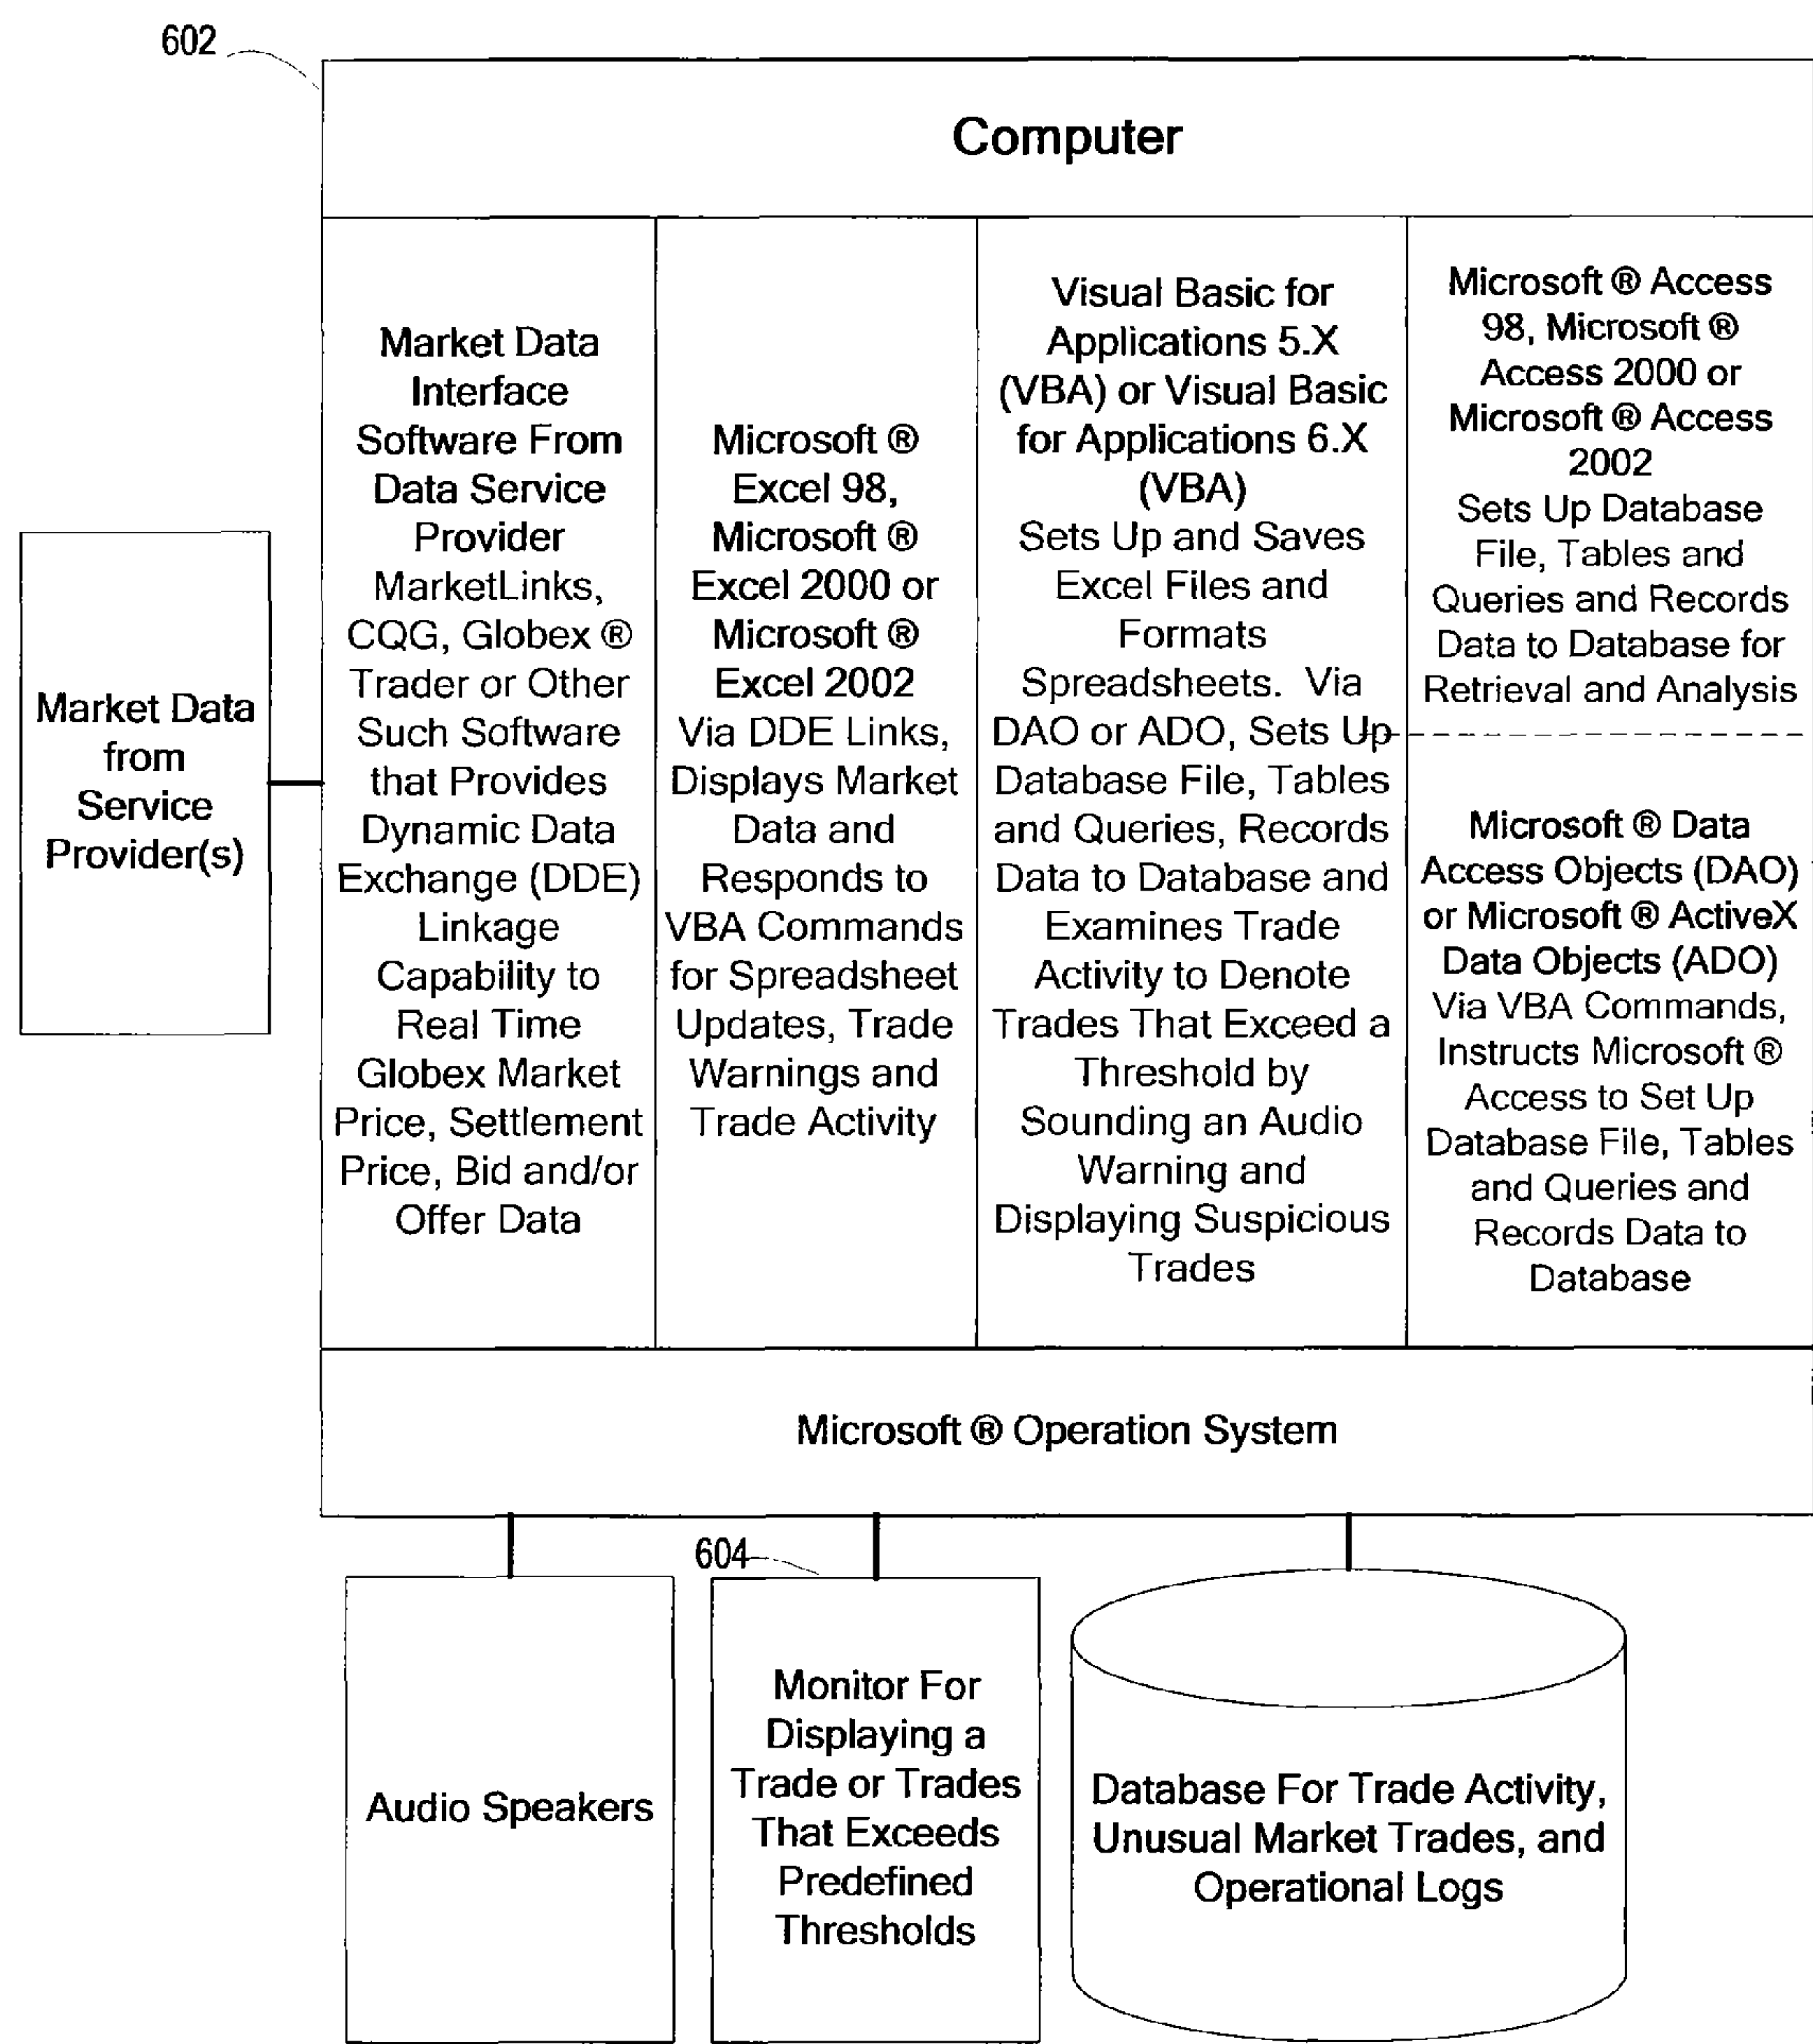 602
Computer
Market Data
from
Service
Provider(s)
Market Data
Interface
Software From
Data Service
Provider
MarketLinks,
CQG, Globex ®
Trader or Other
Such Software
that Provides
Dynamic Data
Exchange (DDE)
Linkage
Capability to
Real Time
Globex Market
Price, Settlement
Price, Bid and/or
Offer Data
Microsoft ®
Excel 98,
Microsoft ®
Excel 2000 or
Microsoft ®
Excel 2002
Via DDE Links,
Displays Market
Data and
Responds to
VBA Commands
for Spreadsheet
Updates, Trade
Warnings and
Trade Activity
Visual Basic for
Applications 5.X
(VBA) or Visual Basic
for Applications 6.X
(VBA)
Sets Up and Saves
Excel Files and
Formats
Spreadsheets. Via
DAO or ADO, Sets Up
Database File, Tables
and Queries, Records
Data to Database and
Examines Trade
Activity to Denote
Trades That Exceed a
Threshold by
Sounding an Audio
Warning and
Displaying Suspicious
Trades
Microsoft ® Access
98, Microsoft ®
Access 2000 or
Microsoft ® Access
2002
Sets Up Database
File, Tables and
Queries and Records
Data to Database for
Retrieval and Analysis
Microsoft ® Data
Access Objects (DAO)
or Microsoft ® ActiveX
Data Objects (ADO)
Via VBA Commands,
Instructs Microsoft ®
Access to Set Up
Database File, Tables
and Queries and
Records Data to
Database
Microsoft ® Operation System
604
Audio Speakers
Monitor For
Displaying a
Trade or Trades
That Exceeds
Predefined
Thresholds
Database For Trade Activity,
Unusual Market Trades, and
Operational Logs